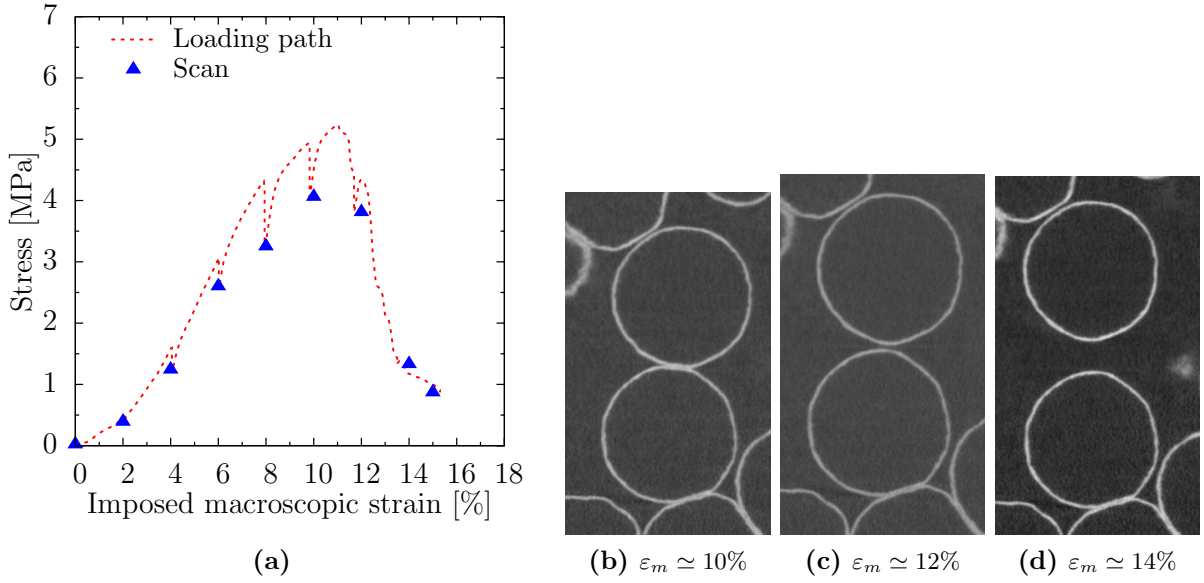 7
6
5
4
3
2
1
0
Stress [MPa]
Loading path
Scan
0 2 4 6 8 10 12 14 16 18
Imposed macroscopic strain [%]
(a)
(b) εm ≃ 10%
(c) εm ≃ 12%
(d) εm ≃ 14%